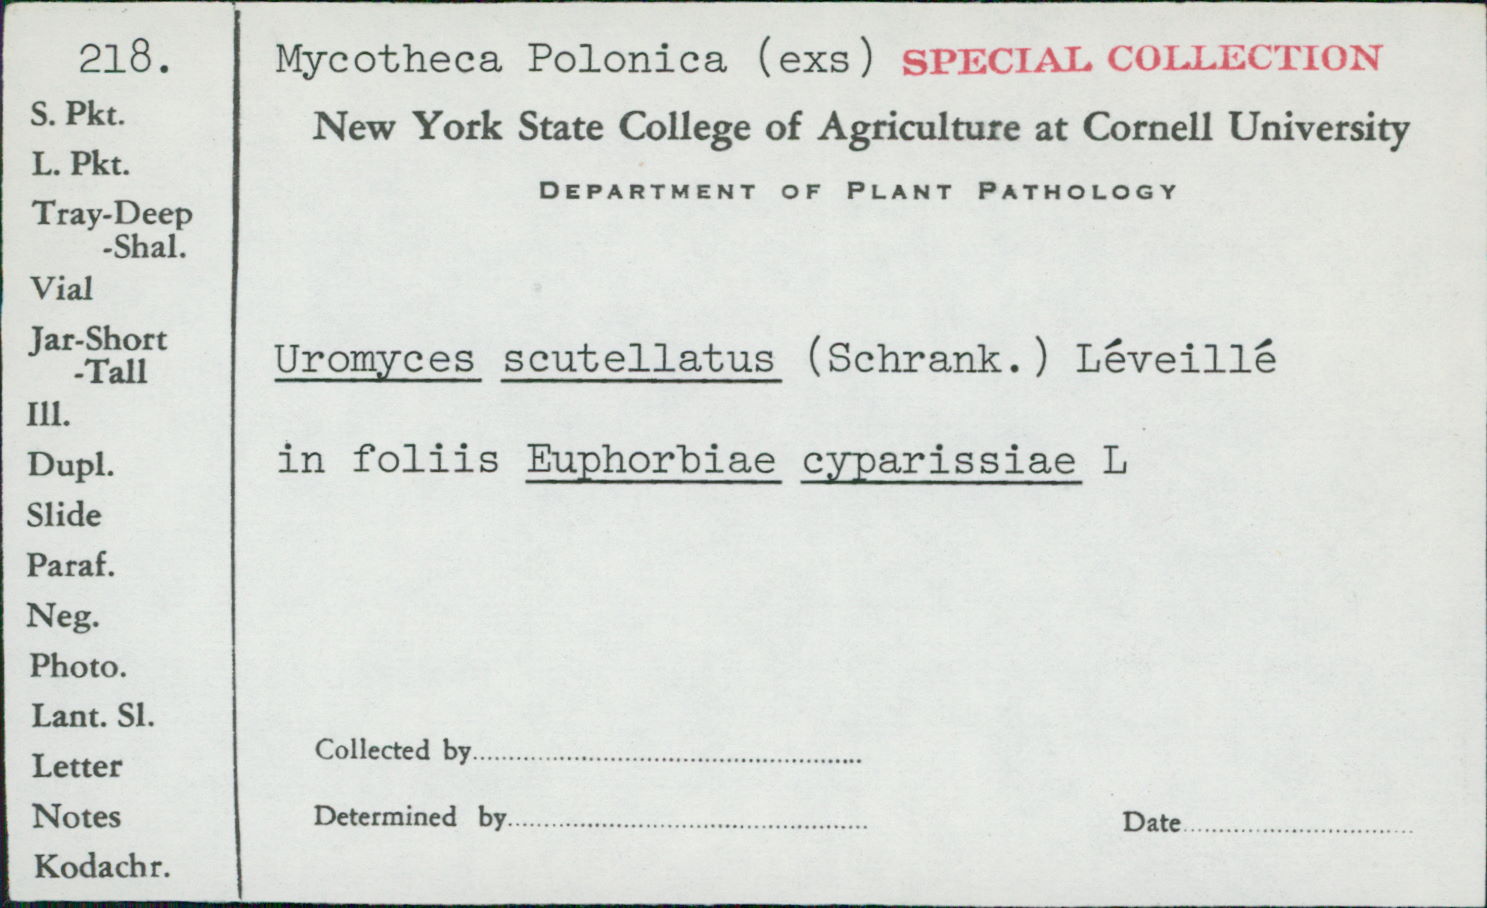 218.
S. Pkt.
L. Pkt.
Tray-Deep
-Shal.
Vial
Jar-Short
-Tall
Ill.
Dupl.
Slide
Paraf.
Neg.
Photo.
Lant. Sl.
Letter
Notes
Kodachr.
Mycotheca Polonica (exs) SPECIAL COLLECTION
New York State College of Agriculture at Cornell University
DEPARTMENT OF PLANT PATHOLOGY
Uromyces scutellatus (Schrank.) Léveillé
in foliis Euphorbiae cyparissiae L
Collected by
Determined by
Date